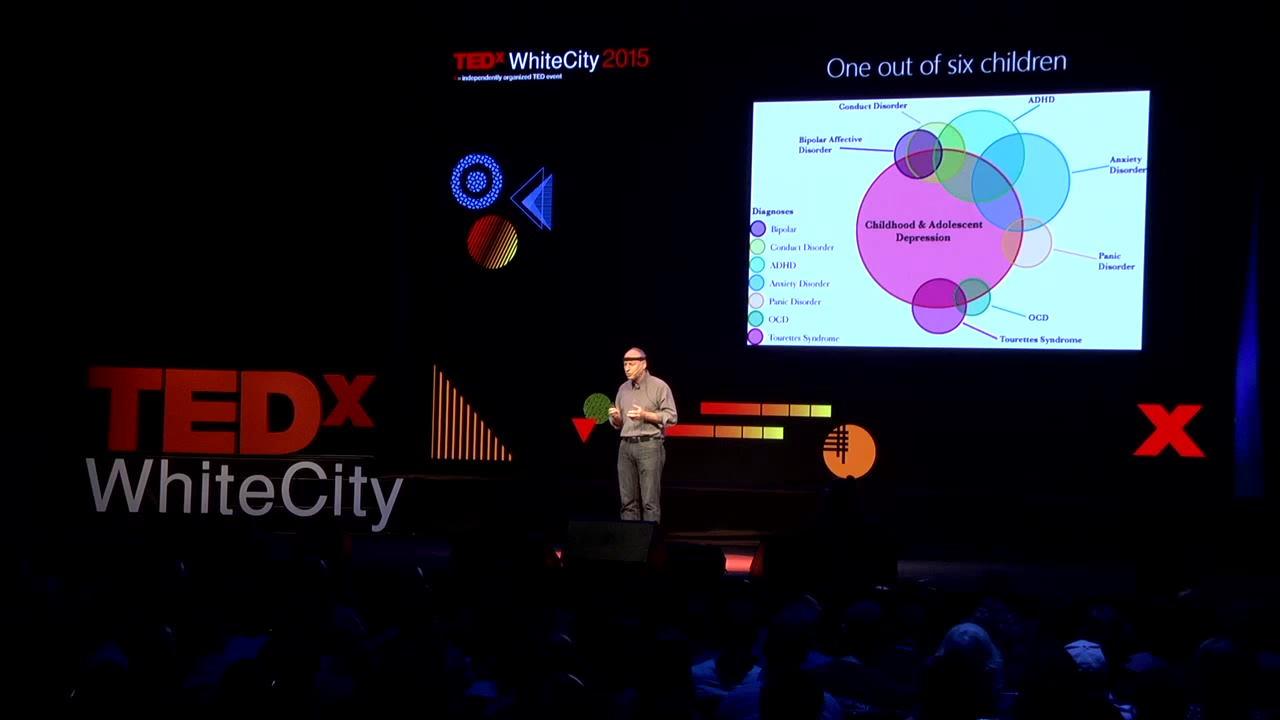 TEDx WhiteCity 2015
x = independently organized TED event
One out of six children
Conduct Disorder
ADHD
Bipolar Affective
Disorder
Anxiety
Disorder
Childhood & Adolescent
Depression
Diagnoses
Bipolar
Conduct Disorder
ADHD
Anxiety Disorder
Panic Disorder
OCD
Tourettes Syndrome
Panic
Disorder
OCD
Tourettes Syndrome
TEDx
WhiteCity
X